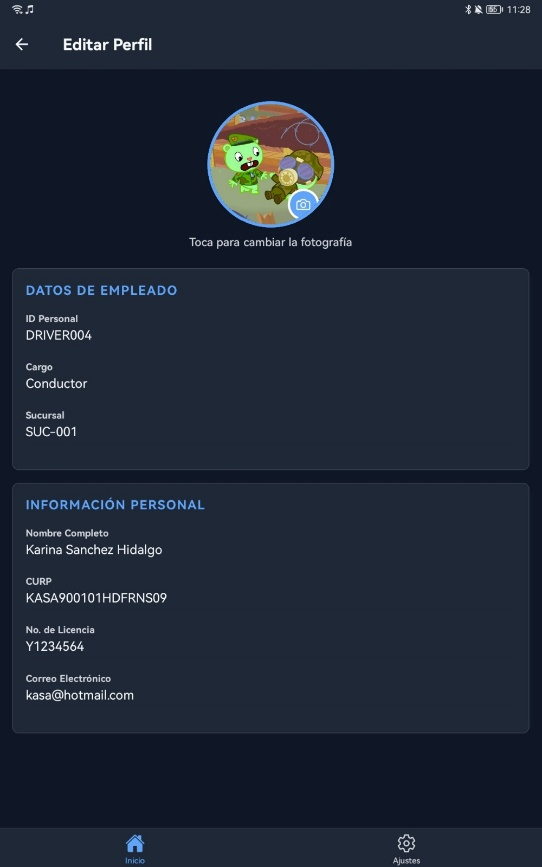 11:28
Editar Perfil
Toca para cambiar la fotografía
DATOS DE EMPLEADO
ID Personal
DRIVER004
Cargo
Conductor
Sucursal
SUC-001
INFORMACIÓN PERSONAL
Nombre Completo
Karina Sanchez Hidalgo
CURP
KASA900101HDFRNS09
No. de Licencia
Y1234564
Correo Electrónico
kasa@hotmail.com
Inicio
Ajustes